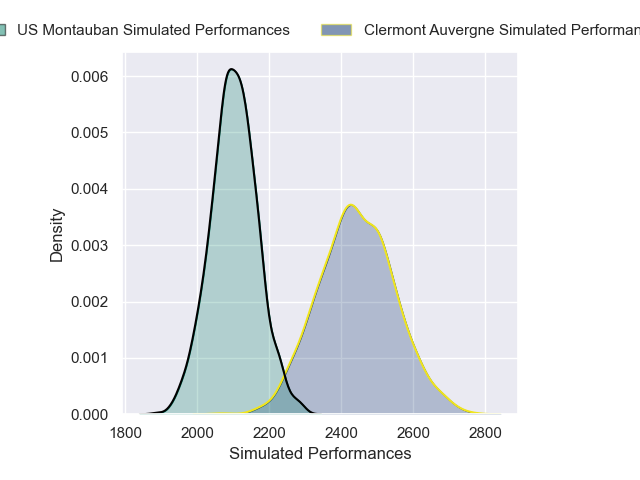 US Montauban Simulated Performances
Clermont Auvergne Simulated
0.006
0.005
0.004
0.003
0.002
0.001
0.000
Density
1800 2000 2200 2400 2600 2800
Simulated Performances